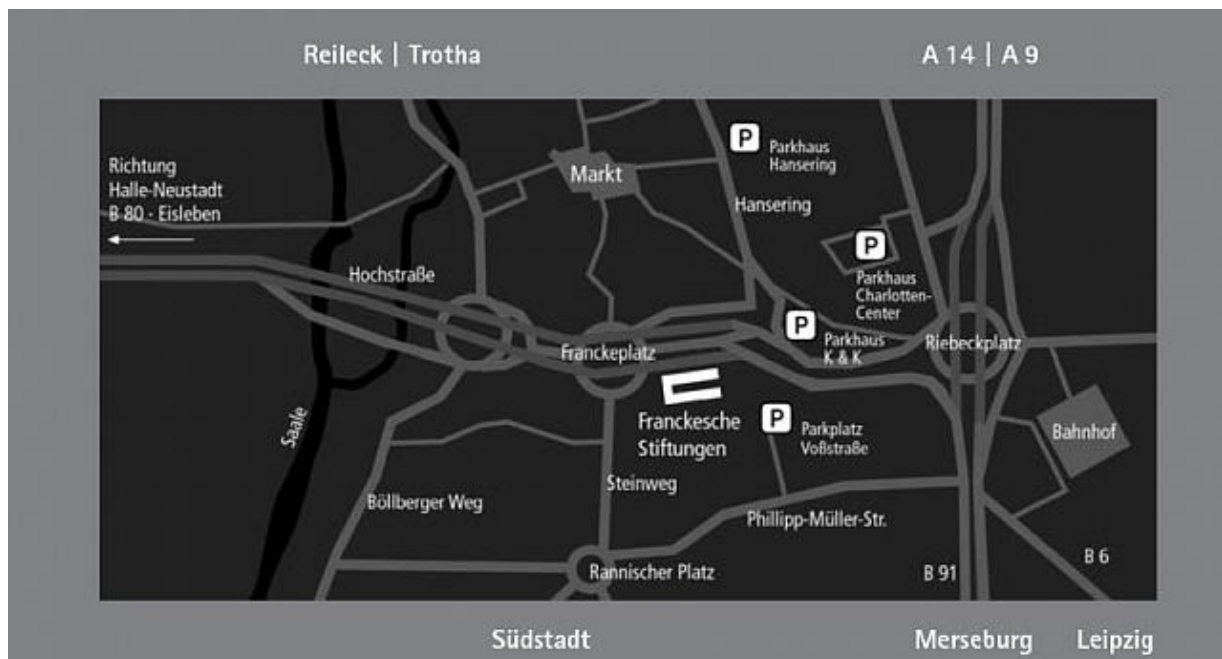 Reileck | Trotha
A 14 | A 9
Richtung
Halle-Neustadt
B 80 - Eisleben
Markt
P
Parkhaus
Hansering
Hansering
Hochstraße
P
Parkhaus
Charlotten-
Center
P
Parkhaus
K & K
Riebeckplatz
Franckeplatz
Franckesche
Stiftungen
P
Parkplatz
Voßstraße
Bahnhof
Saale
Böllberger Weg
Steinweg
Phillipp-Müller-Str.
Rannischer Platz
B 91
B 6
Südstadt
Merseburg
Leipzig